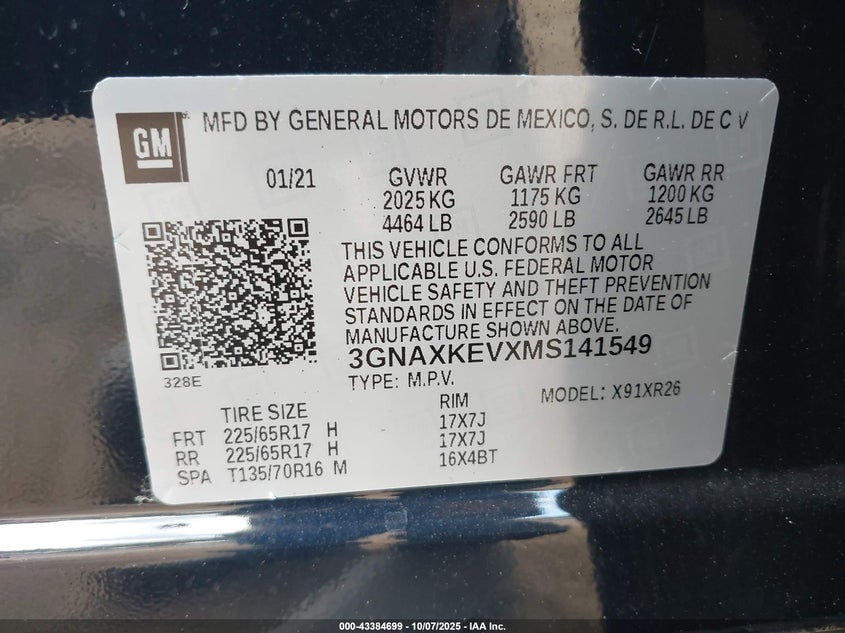 GM MFD BY GENERAL MOTORS DE MEXICO, S. DE R.L. DE C V
01/21 GVWR GAWR FRT GAWR RR
2025 KG 1175 KG 1200 KG
4464 LB 2590 LB 2645 LB
THIS VEHICLE CONFORMS TO ALL
APPLICABLE U.S. FEDERAL MOTOR
VEHICLE SAFETY AND THEFT PREVENTION
STANDARDS IN EFFECT ON THE DATE OF
MANUFACTURE SHOWN ABOVE.
3GNAXKEVXMS141549
328E
TYPE: M.P.V. MODEL: X91XR26
TIRE SIZE RIM
FRT 225/65R17 H 17X7J
RR 225/65R17 H 17X7J
SPA T135/70R16 M 16X4BT
000-43384699 - 10/07/2025 - IAA Inc.